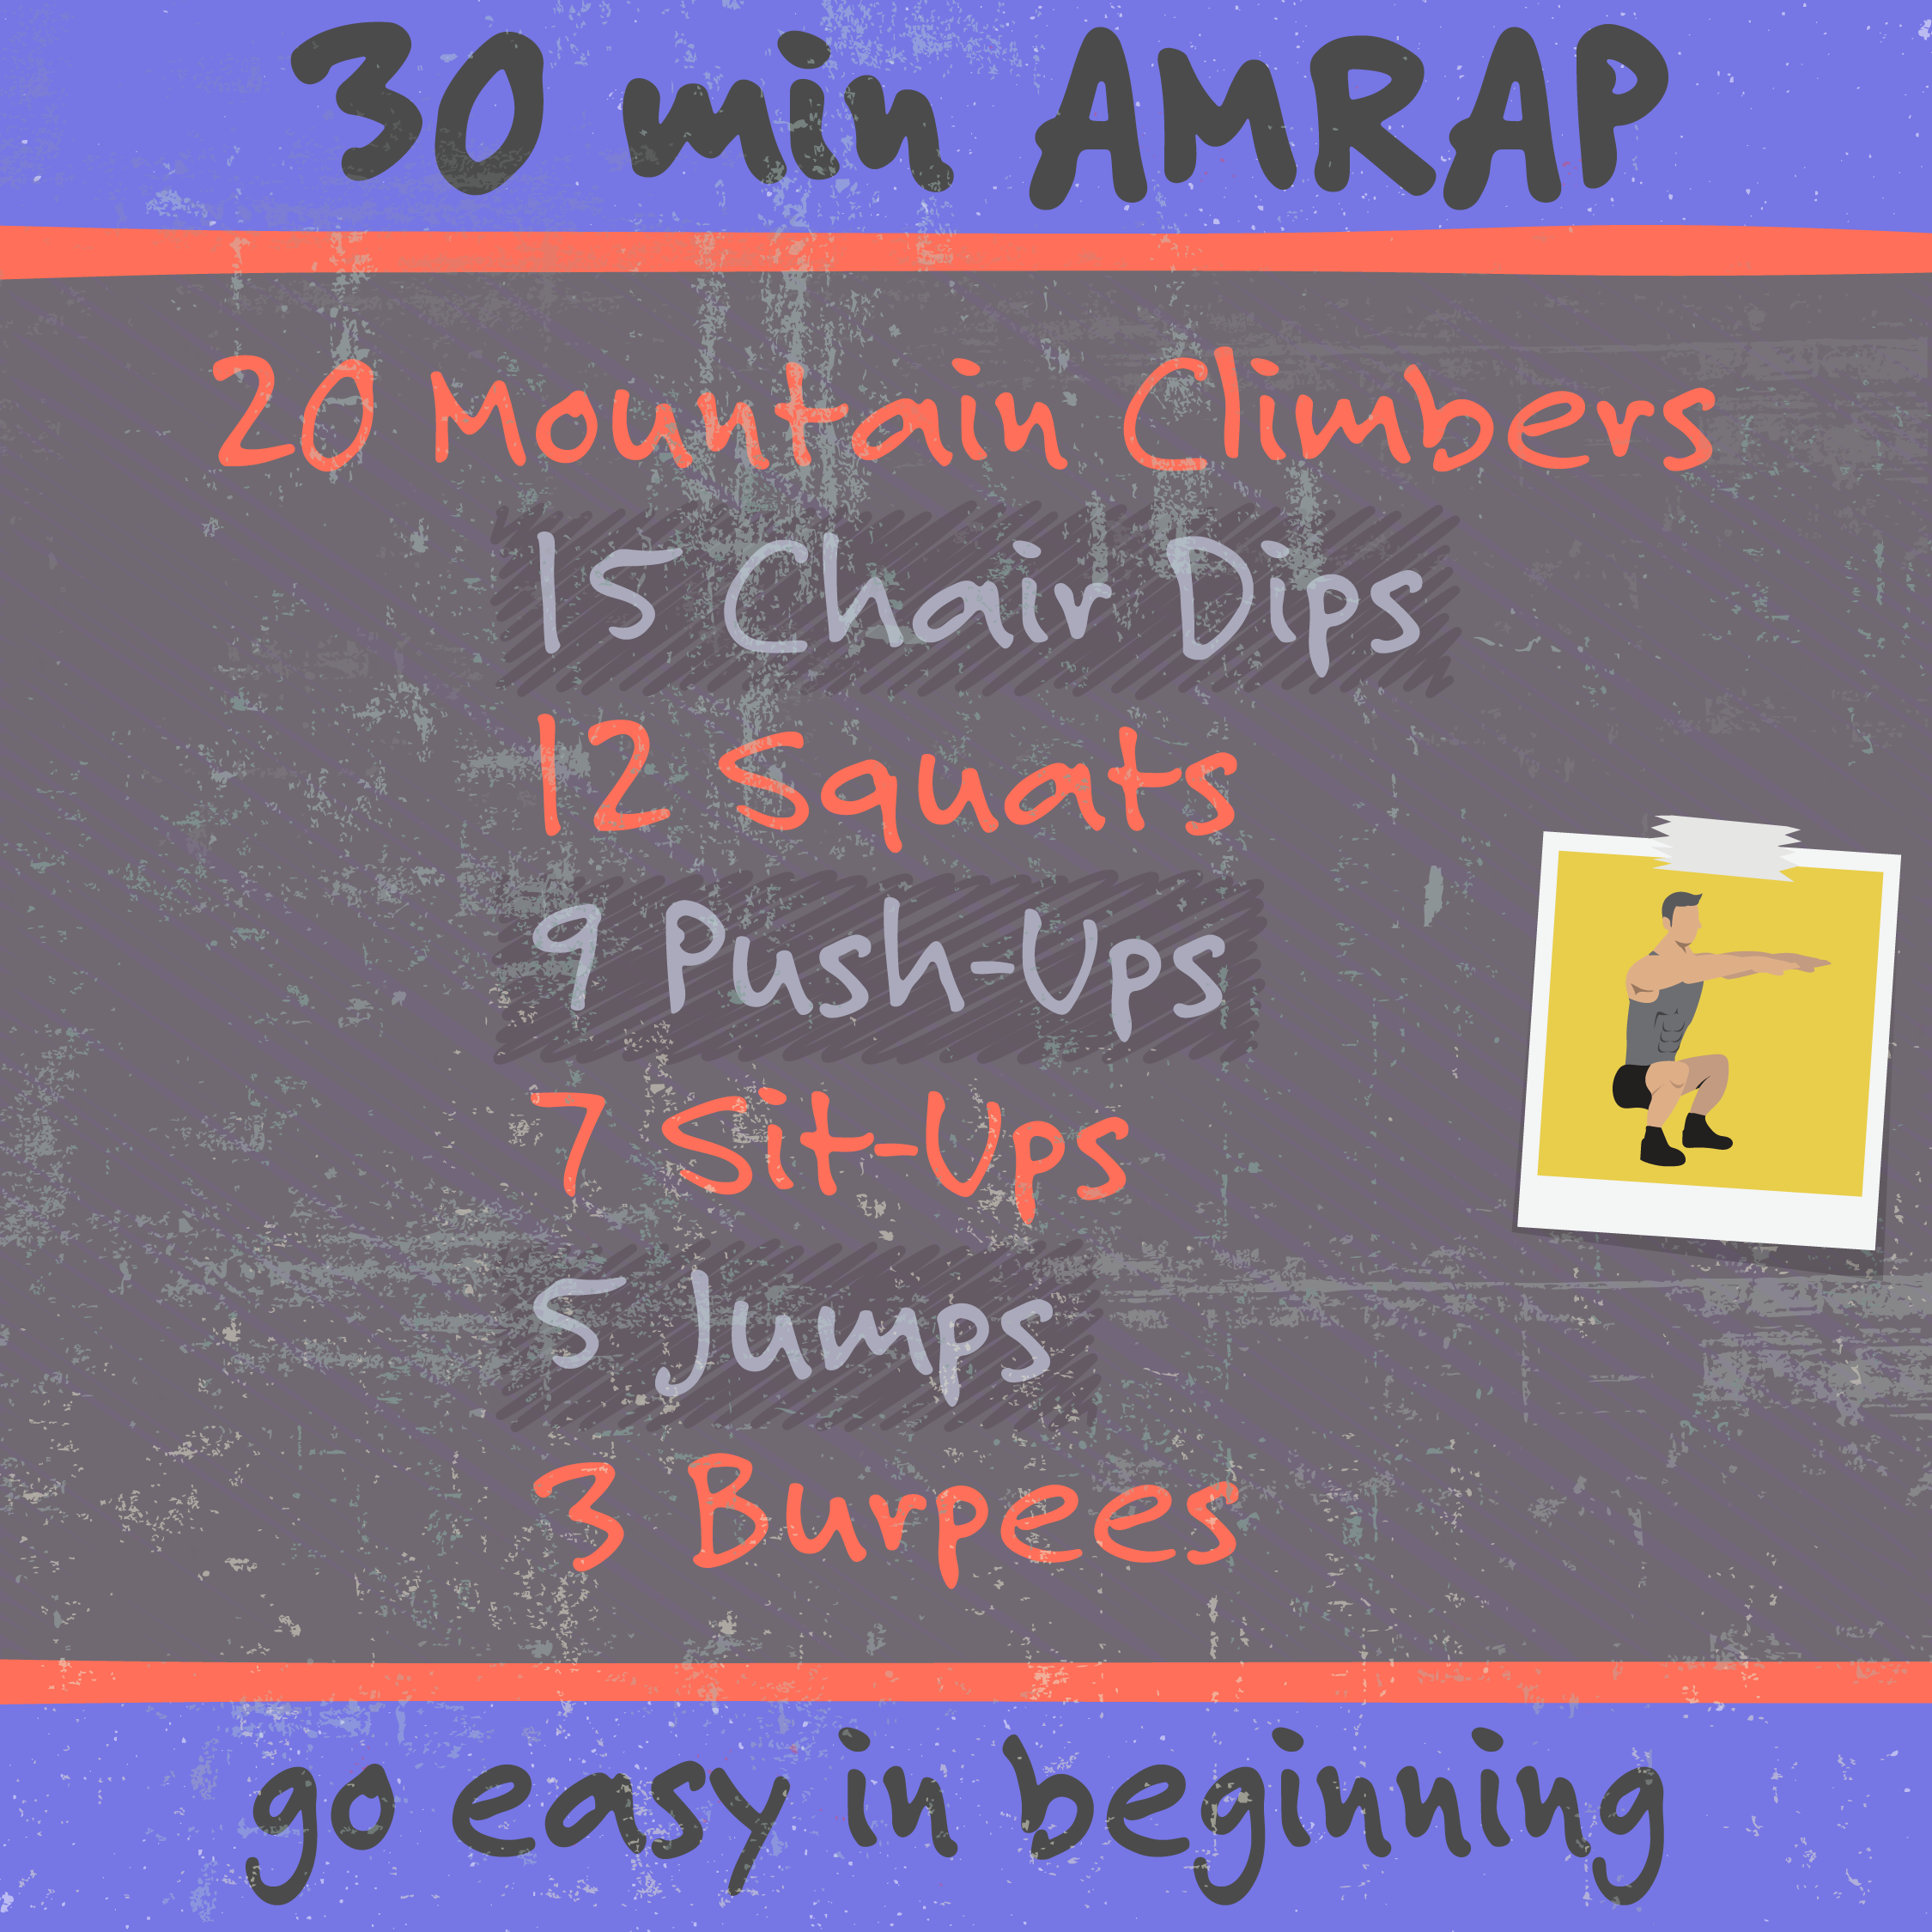 30 min AMRAP
20 Mountain Climbers
15 Chair Dips
12 Squats
9 Push-Ups
7 Sit-Ups
5 Jumps
3 Burpees
go easy in beginning